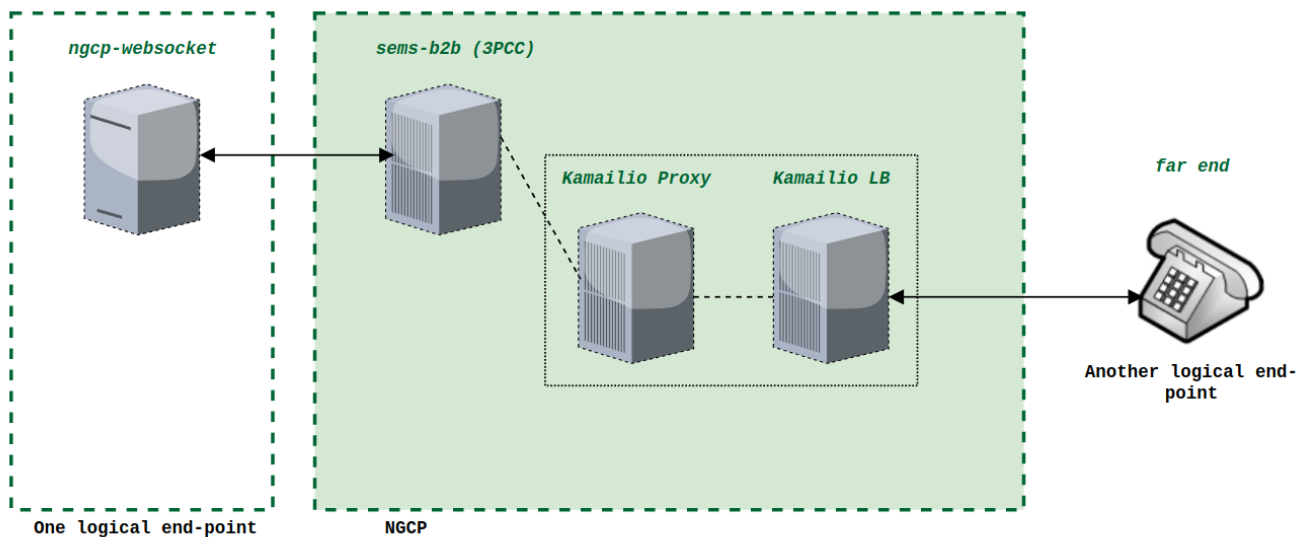 ngcp-websocket
sems-b2b (3PCC)
Kamailio Proxy
Kamailio LB
far end
Another logical end-
point
One logical end-point
NGCP